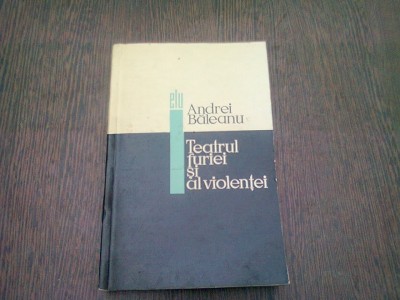 elu
Andrei
Băleanu
Teatrul
furiei
și
al violenței